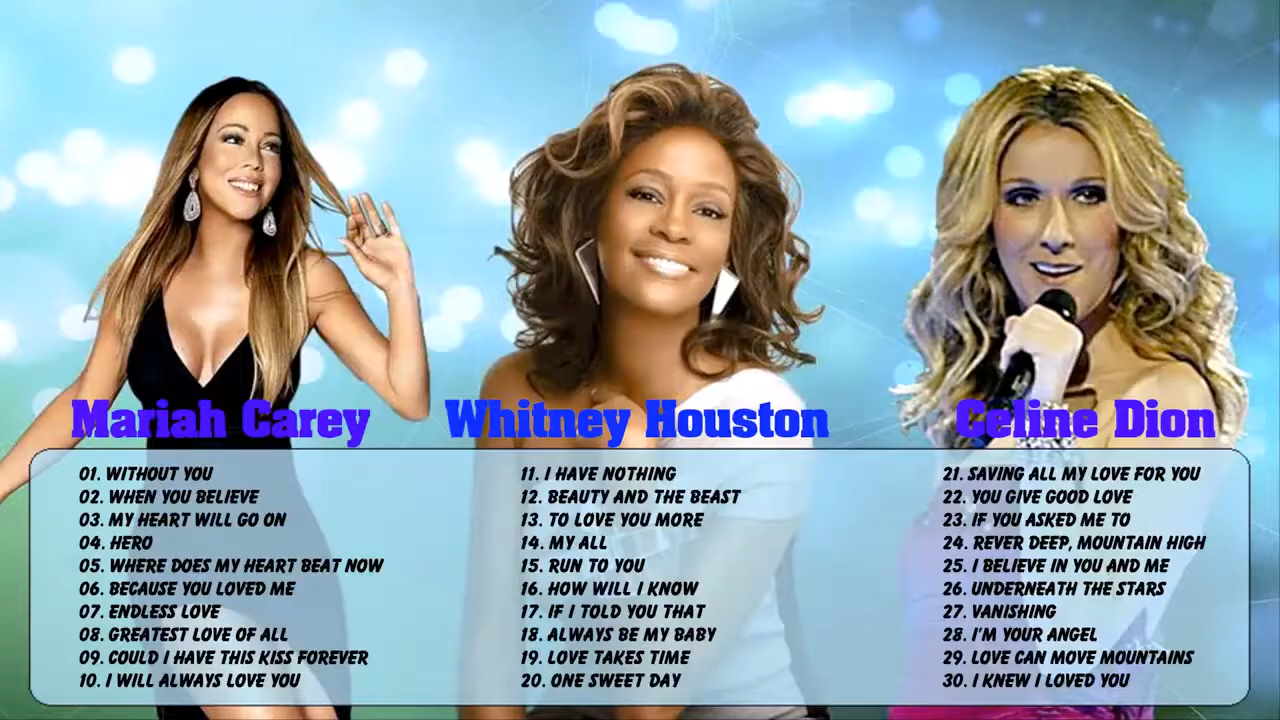 Mariah Carey
Whitney Houston
Celine Dion
01. WITHOUT YOU
02. WHEN YOU BELIEVE
03. MY HEART WILL GO ON
04. HERO
05. WHERE DOES MY HEART BEAT NOW
06. BECAUSE YOU LOVED ME
07. ENDLESS LOVE
08. GREATEST LOVE OF ALL
09. COULD I HAVE THIS KISS FOREVER
10. I WILL ALWAYS LOVE YOU
11. I HAVE NOTHING
12. BEAUTY AND THE BEAST
13. TO LOVE YOU MORE
14. MY ALL
15. RUN TO YOU
16. HOW WILL I KNOW
17. IF I TOLD YOU THAT
18. ALWAYS BE MY BABY
19. LOVE TAKES TIME
20. ONE SWEET DAY
21. SAVING ALL MY LOVE FOR YOU
22. YOU GIVE GOOD LOVE
23. IF YOU ASKED ME TO
24. REVER DEEP, MOUNTAIN HIGH
25. I BELIEVE IN YOU AND ME
26. UNDERNEATH THE STARS
27. VANISHING
28. I'M YOUR ANGEL
29. LOVE CAN MOVE MOUNTAINS
30. I KNEW I LOVED YOU